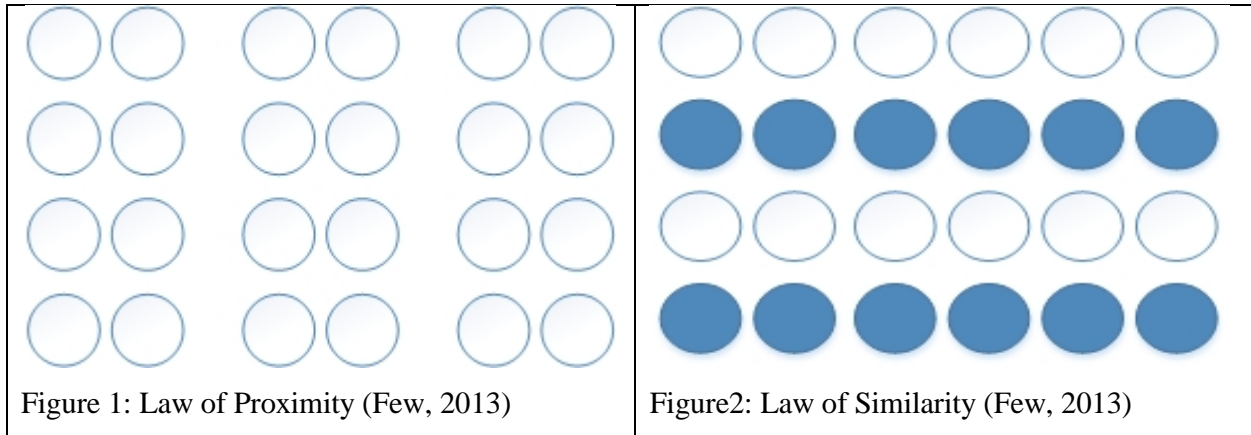 Figure 1: Law of Proximity (Few, 2013)
Figure2: Law of Similarity (Few, 2013)